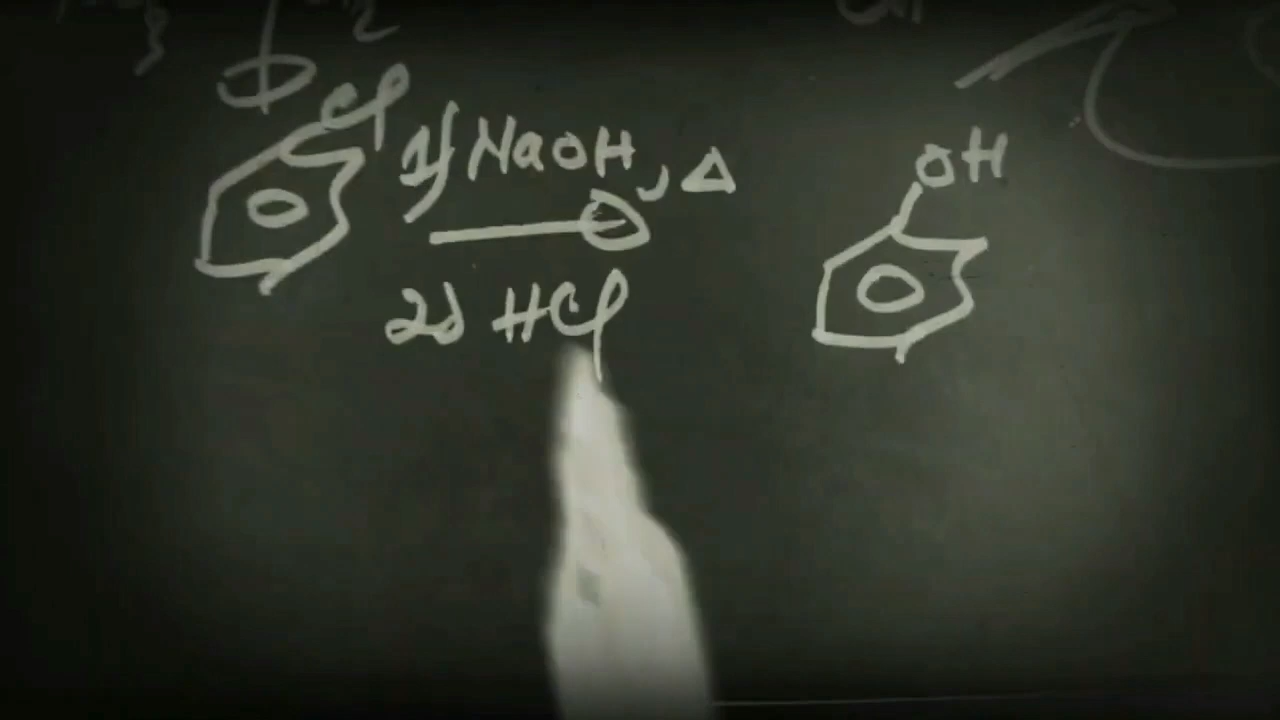 Cl
1) NaOH, Δ
OH
2) HCl